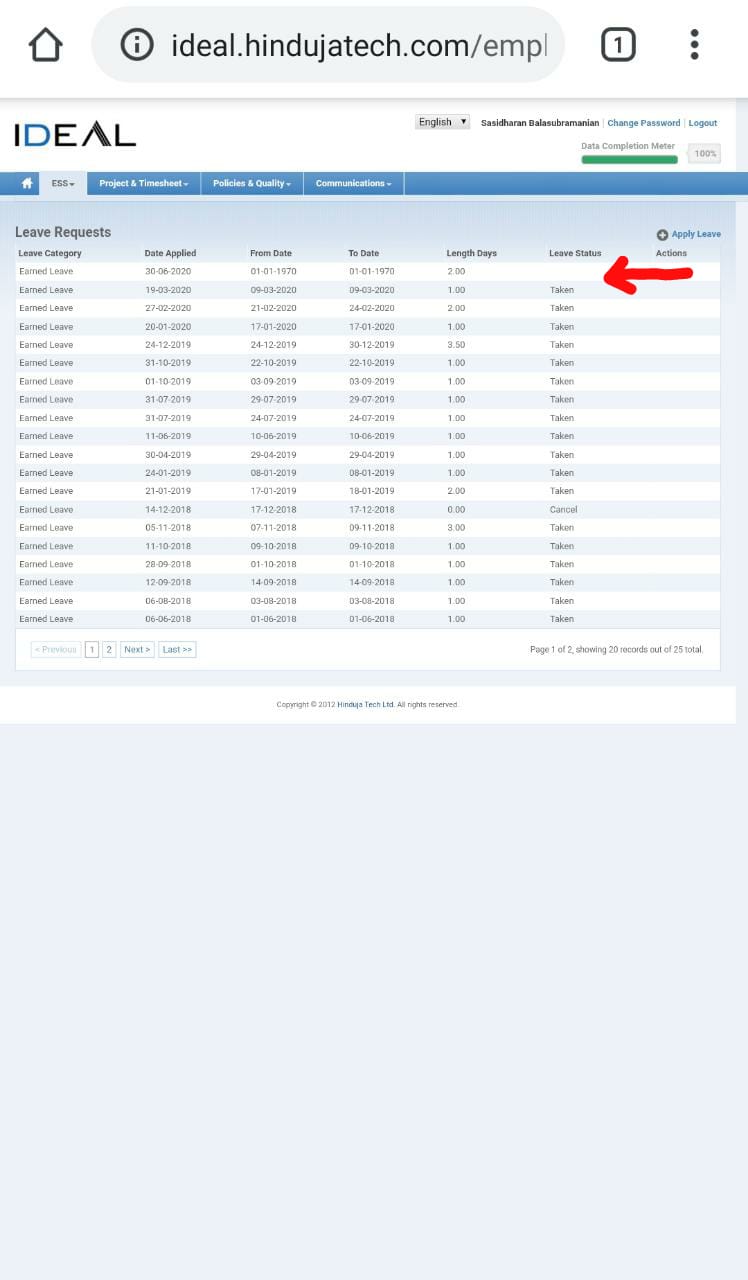 ideal.hindujatech.com/empl 1
IDEAL
English Sasidharan Balasubramanian | Change Password | Logout
Data Completion Meter 100%
ESS Project & Timesheet Policies & Quality Communications
Leave Requests Apply Leave
Leave Category Date Applied From Date To Date Length Days Leave Status Actions
Earned Leave 30-06-2020 01-01-1970 01-01-1970 2.00
Earned Leave 19-03-2020 09-03-2020 09-03-2020 1.00 Taken
Earned Leave 27-02-2020 21-02-2020 24-02-2020 2.00 Taken
Earned Leave 20-01-2020 17-01-2020 17-01-2020 1.00 Taken
Earned Leave 24-12-2019 24-12-2019 30-12-2019 3.50 Taken
Earned Leave 31-10-2019 22-10-2019 22-10-2019 1.00 Taken
Earned Leave 01-10-2019 03-09-2019 03-09-2019 1.00 Taken
Earned Leave 31-07-2019 29-07-2019 29-07-2019 1.00 Taken
Earned Leave 31-07-2019 24-07-2019 24-07-2019 1.00 Taken
Earned Leave 11-06-2019 10-06-2019 10-06-2019 1.00 Taken
Earned Leave 30-04-2019 29-04-2019 29-04-2019 1.00 Taken
Earned Leave 24-01-2019 08-01-2019 08-01-2019 1.00 Taken
Earned Leave 21-01-2019 17-01-2019 18-01-2019 2.00 Taken
Earned Leave 14-12-2018 17-12-2018 17-12-2018 0.00 Cancel
Earned Leave 05-11-2018 07-11-2018 09-11-2018 3.00 Taken
Earned Leave 11-10-2018 09-10-2018 09-10-2018 1.00 Taken
Earned Leave 28-09-2018 01-10-2018 01-10-2018 1.00 Taken
Earned Leave 12-09-2018 14-09-2018 14-09-2018 1.00 Taken
Earned Leave 06-08-2018 03-08-2018 03-08-2018 1.00 Taken
Earned Leave 06-06-2018 01-06-2018 01-06-2018 1.00 Taken
< Previous 1 2 Next > Last >> Page 1 of 2, showing 20 records out of 25 total.
Copyright © 2012 Hinduja Tech Ltd. All rights reserved.